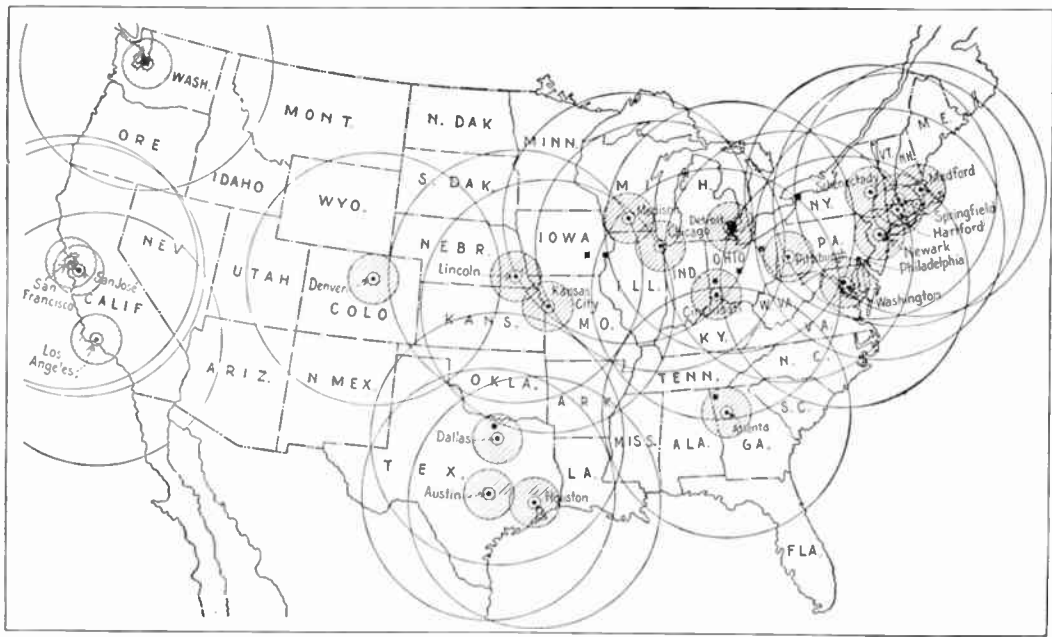 WASH.
ORE
MONT.
IDAHO
N. DAK
S. DAK.
MINN.
WYO.
NEV
UTAH
CALIF
San Francisco
San Jose
Los Angeles
ARIZ.
N MEX.
Denver
COLO
NEBR.
Lincoln
KANS.
Kansas City
IOWA
MO.
OKLA.
ARK.
Dallas
TEX.
Austin
Houston
LA.
MISS.
ALA.
GA.
Atlanta
FLA
S.C.
N. C.
TENN.
KY.
VA.
W. VA.
ILL.
IND.
OHIO
MICH.
Chicago
Detroit
Cincinnati
Pittsburgh
PA.
N.Y.
Schenectady
VT.
N.H.
ME.
Medford
Springfield
Hartford
Newark
Philadelphia
Washington